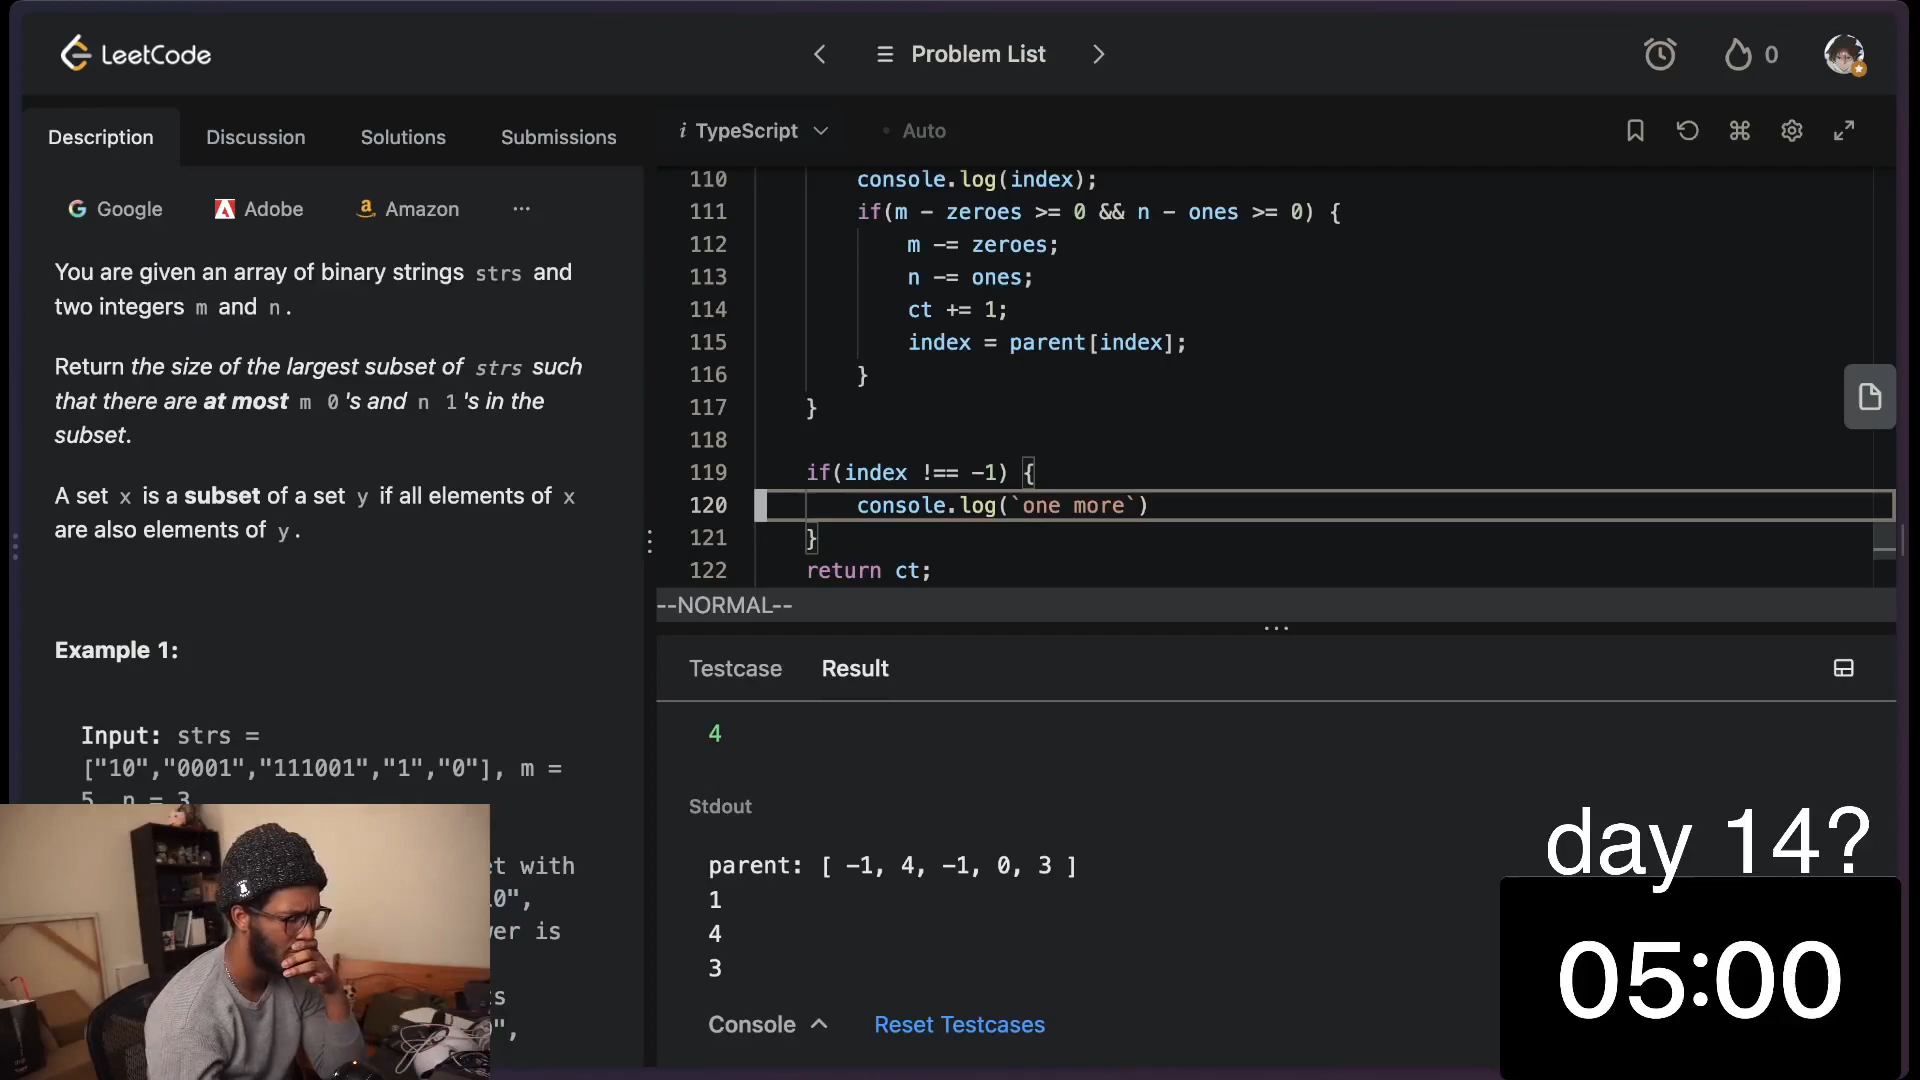 LeetCode
Problem List
0
Description
Discussion
Solutions
Submissions
Google
Adobe
Amazon
...
You are given an array of binary strings strs and
two integers m and n.
Return the size of the largest subset of strs such
that there are at most m 0's and n 1's in the
subset.
A set x is a subset of a set y if all elements of x
are also elements of y.
Example 1:
Input: strs =
["10","0001","111001","1","0"], m =
5, n = 3
t with
10",
er is
s
",
i TypeScript
Auto
110 console.log(index);
111 if(m - zeroes >= 0 && n - ones >= 0) {
112 m -= zeroes;
113 n -= ones;
114 ct += 1;
115 index = parent[index];
116 }
117 }
118
119 if(index !== -1) {
120 console.log(`one more`)
121 }
122 return ct;
--NORMAL--
Testcase
Result
4
Stdout
parent: [ -1, 4, -1, 0, 3 ]
1
4
3
Console
Reset Testcases
day 14?
05:00